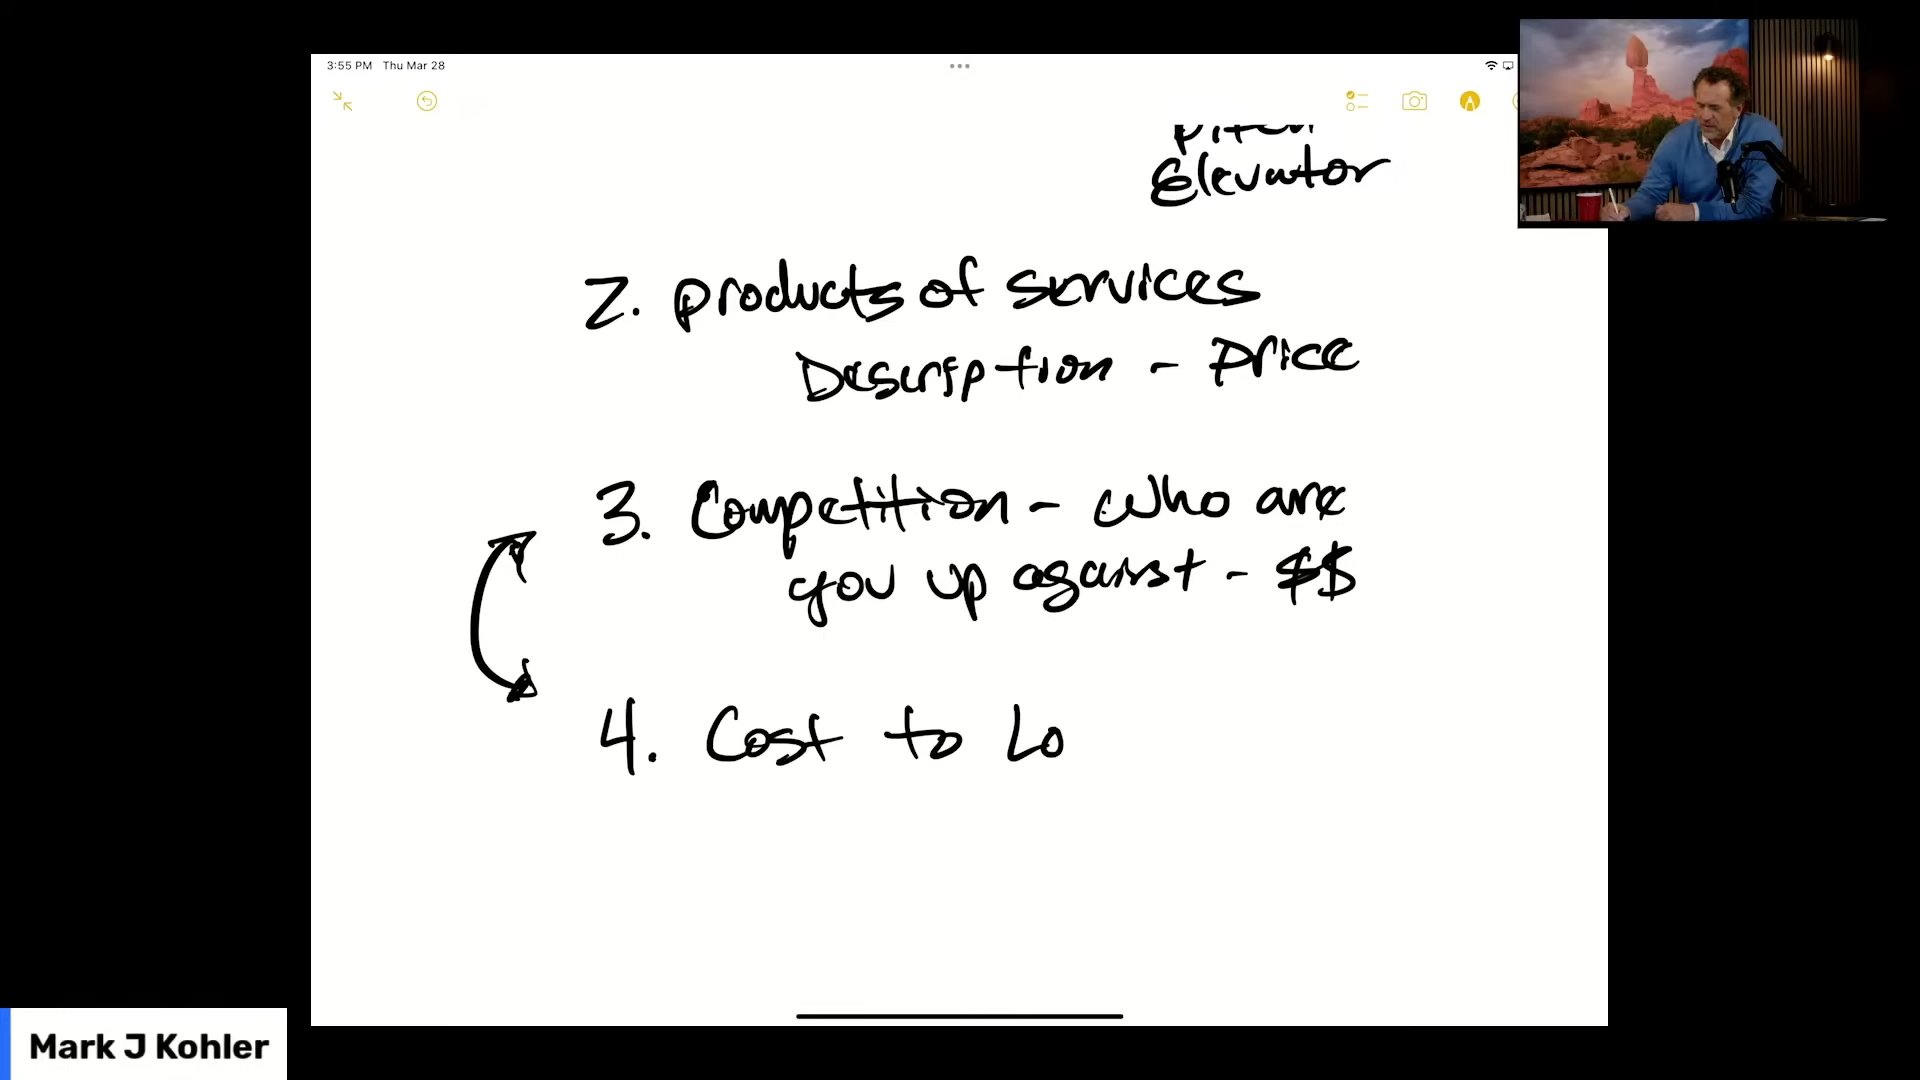 3:55 PM Thu Mar 28
pitch
Elevator
2. products of services
Description - price
3. Competition - who are
you up against - $$
4. Cost to Lo
Mark J Kohler